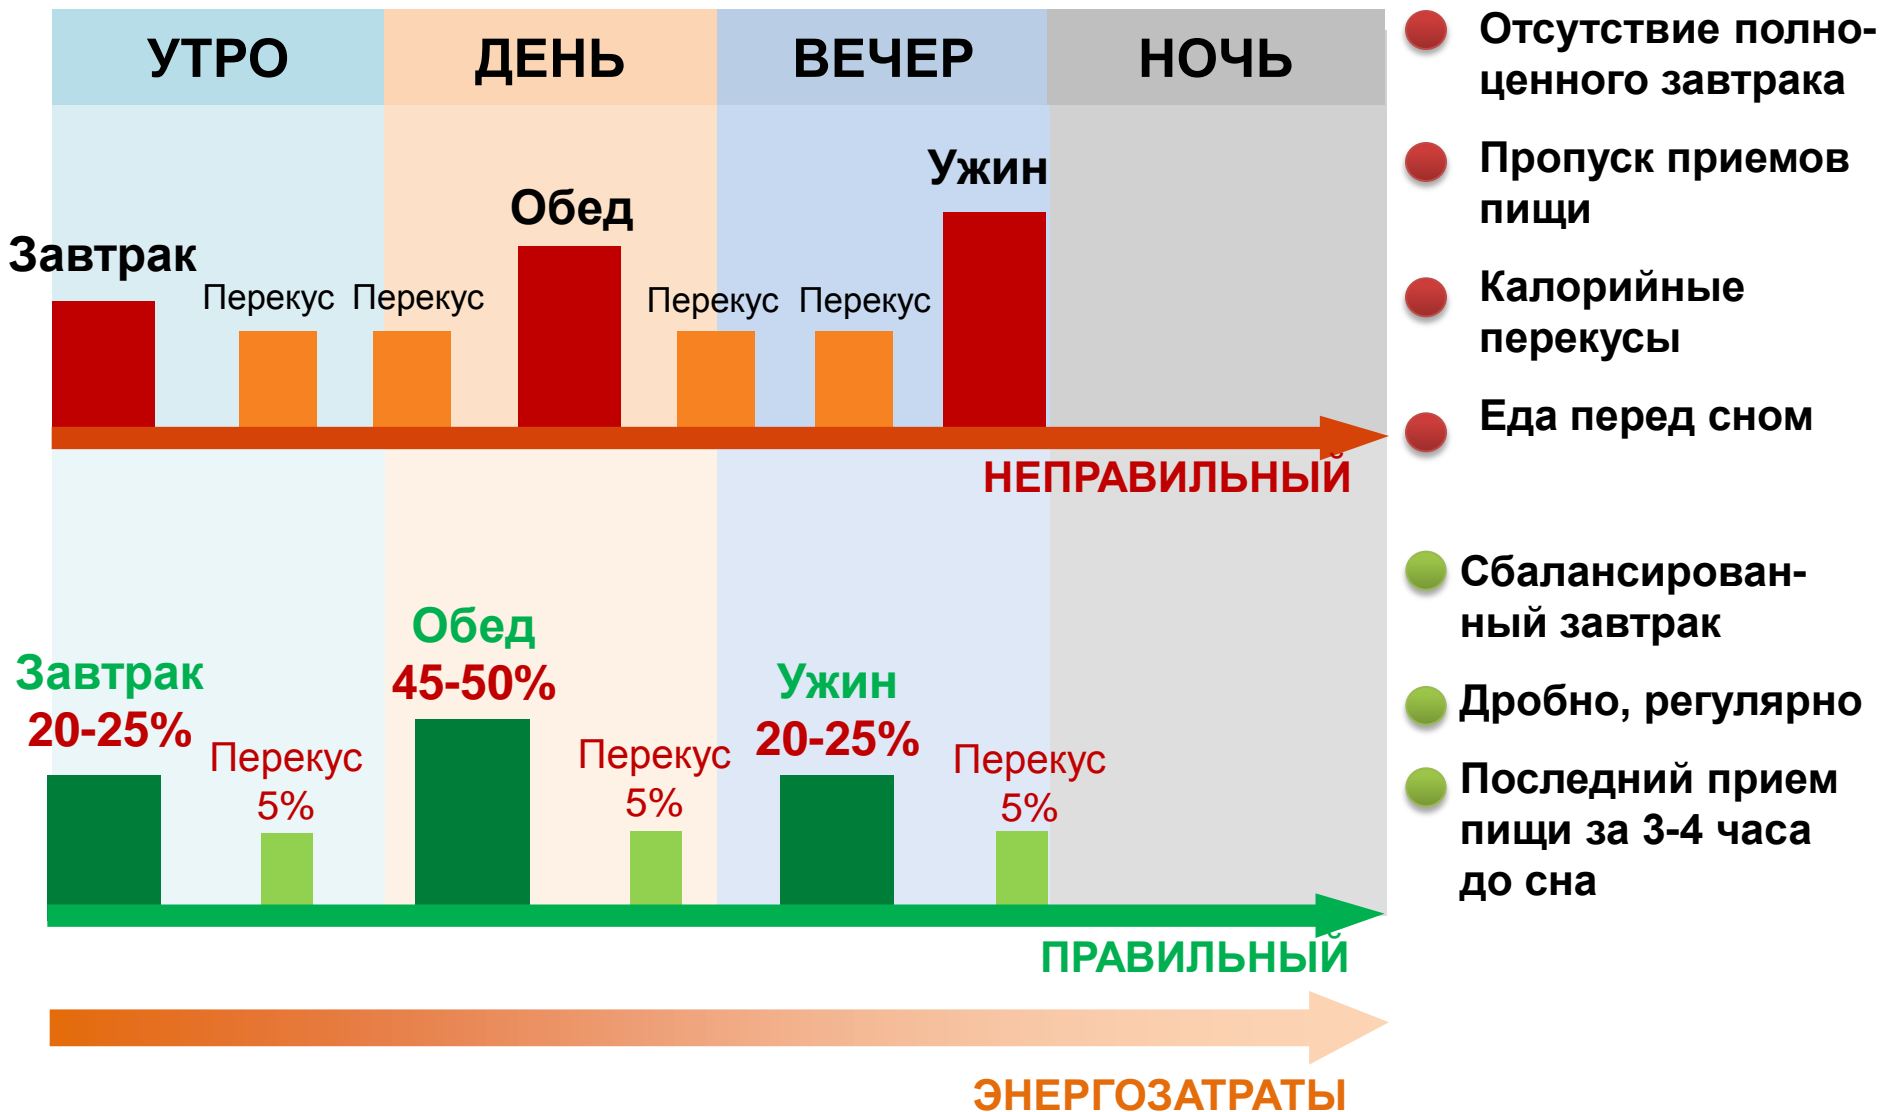 УТРО ДЕНЬ ВЕЧЕР НОЧЬ
Ужин
Обед
Завтрак
Перекус Перекус Перекус Перекус
НЕПРАВИЛЬНЫЙ
Отсутствие полно-
ценного завтрака
Пропуск приемов
пищи
Калорийные
перекусы
Еда перед сном
Обед
45-50%
Завтрак
20-25%
Ужин
20-25%
Перекус
5%
Перекус
5%
Перекус
5%
ПРАВИЛЬНЫЙ
Сбалансирован-
ный завтрак
Дробно, регулярно
Последний прием
пищи за 3-4 часа
до сна
ЭНЕРГОЗАТРАТЫ